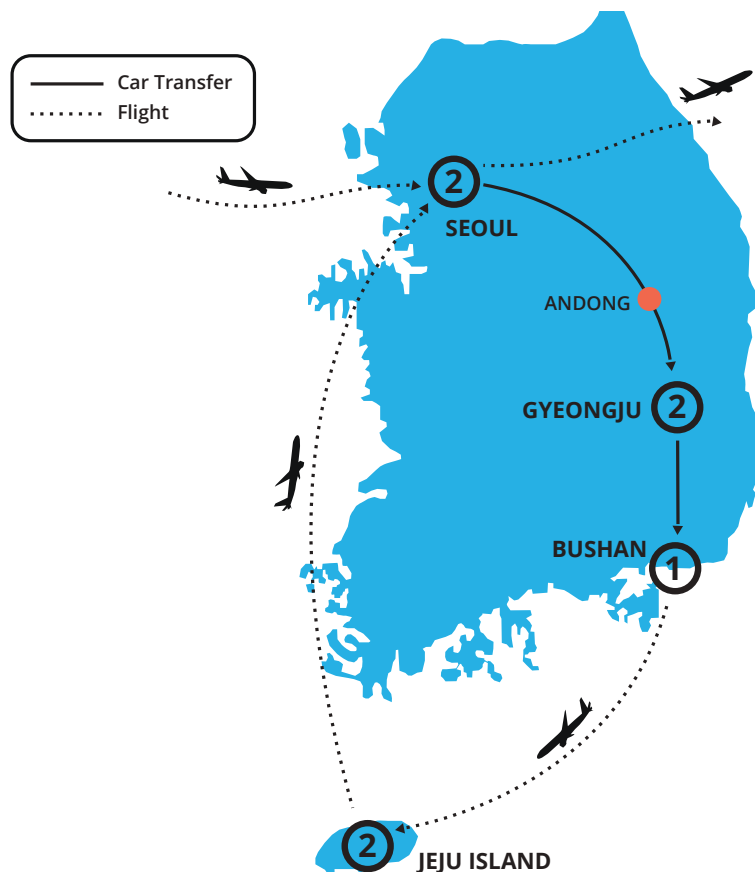 Car Transfer
Flight
2
SEOUL
ANDONG
GYEONGJU
2
BUSHAN
1
2
JEJU ISLAND